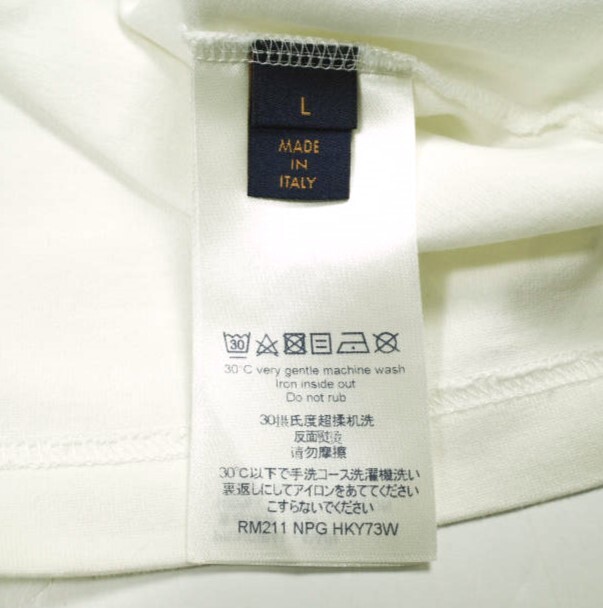 L
MADE
IN
ITALY
30
30°C very gentle machine wash
Iron inside out
Do not rub
30摄氏度超柔机洗
反面熨烫
请勿摩擦
30℃以下で手洗コース洗濯機洗い
裏返しにしてアイロンをあててください
こすらないでください
RM211 NPG HKY73W